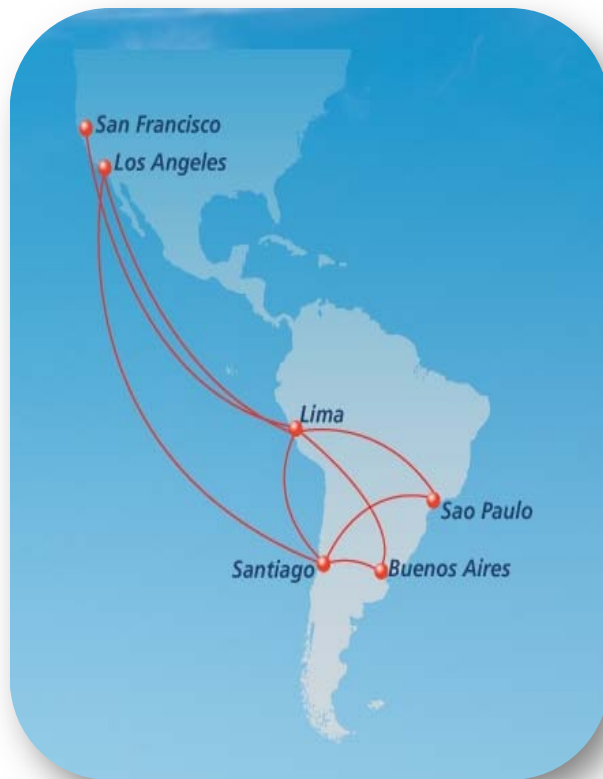 San Francisco
Los Angeles
Lima
Sao Paulo
Santiago
Buenos Aires